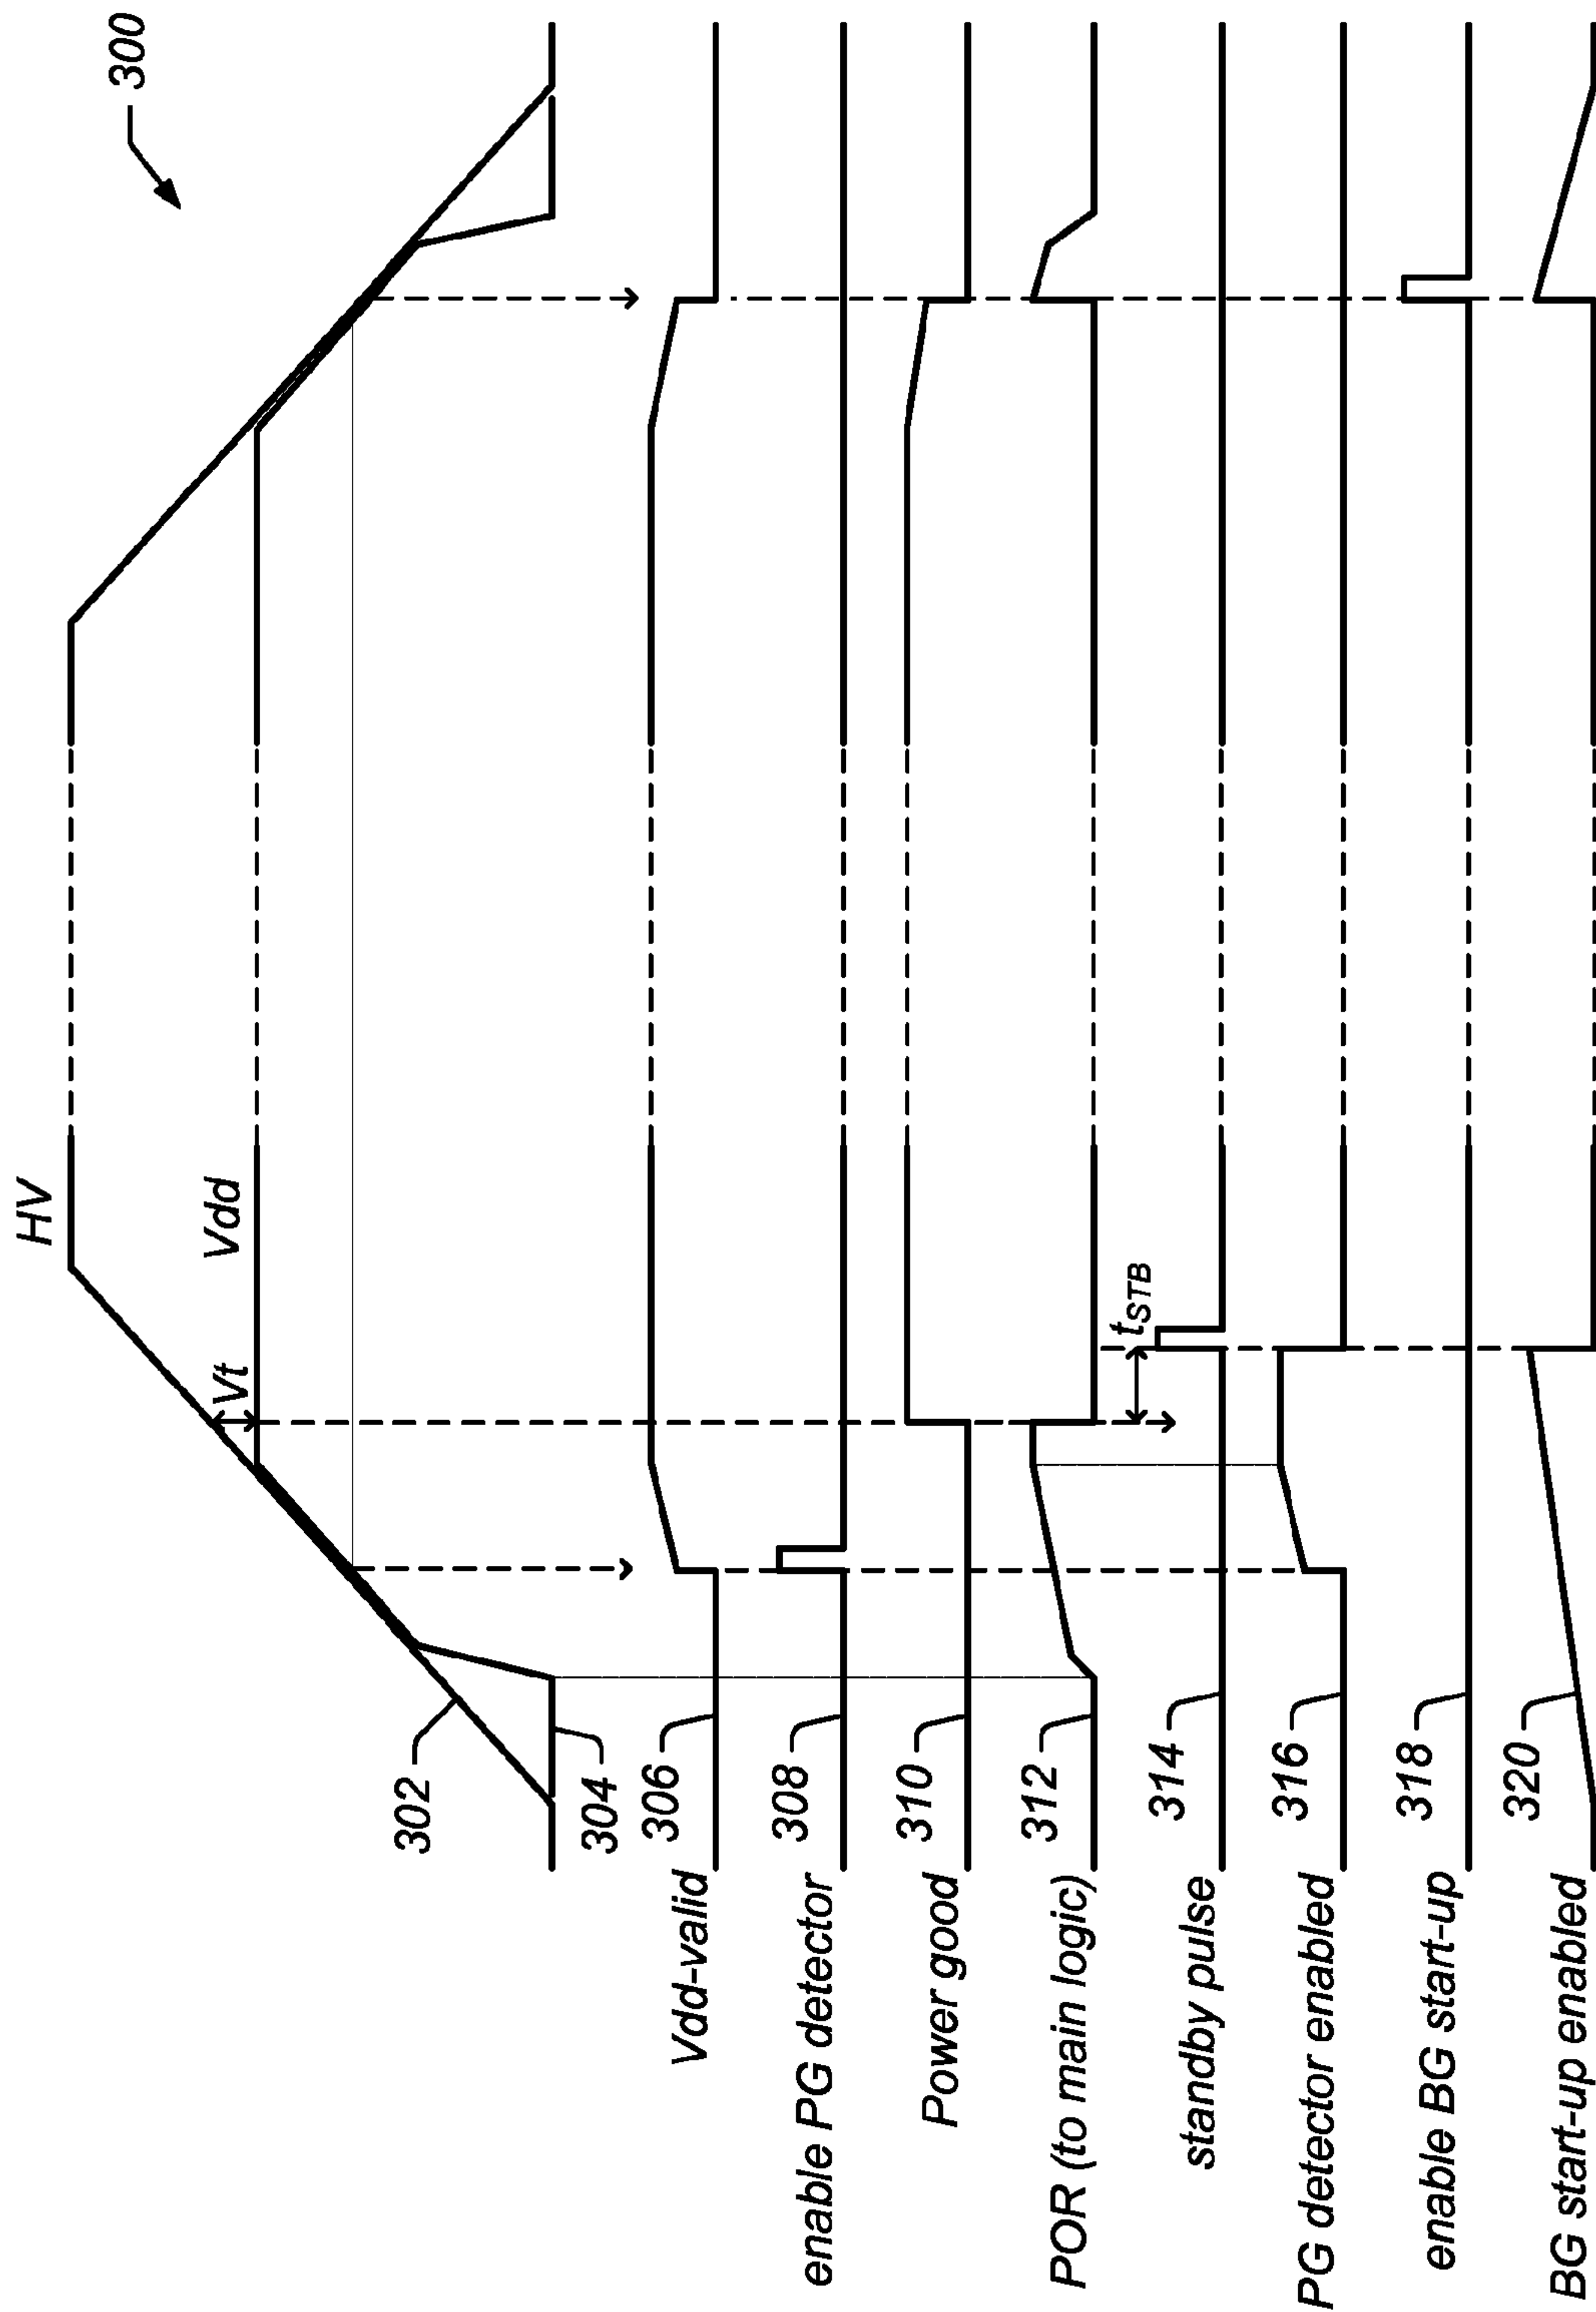 300
HV
Vdd
Vt
302
304
Vdd-valid 306
enable PG detector 308
Power good 310
POR (to main logic) 312
tSTB
standby pulse 314
PG detector enabled 316
enable BG start-up 318
BG start-up enabled 320